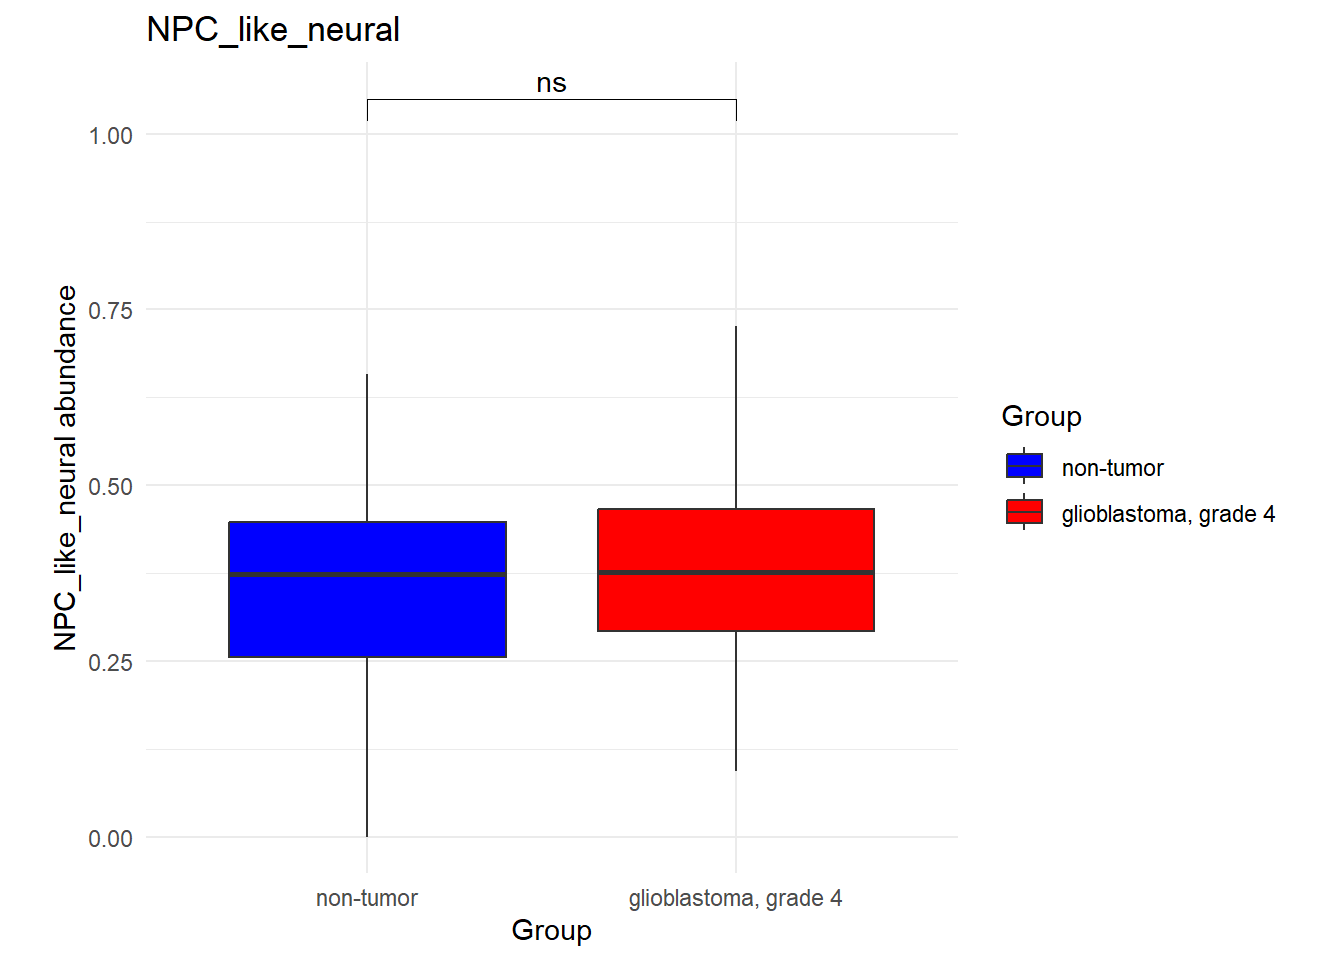 NPC_like_neural
ns
1.00
0.75
0.50
0.25
0.00
NPC_like_neural abundance
non-tumor
glioblastoma, grade 4
Group
Group
non-tumor
glioblastoma, grade 4